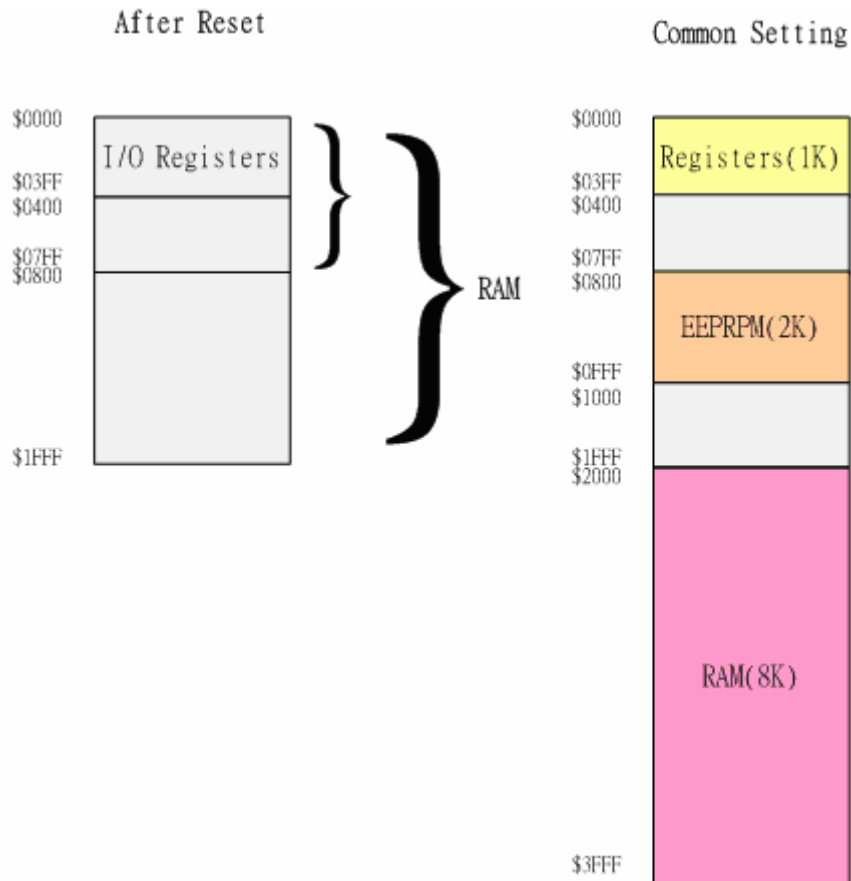 After Reset
$0000
I/O Registers
$03FF
$0400
$07FF
$0800
$1FFF
RAM
Common Setting
$0000
Registers(1K)
$03FF
$0400
$07FF
$0800
EEPRPM(2K)
$0FFF
$1000
$1FFF
$2000
RAM(8K)
$3FFF